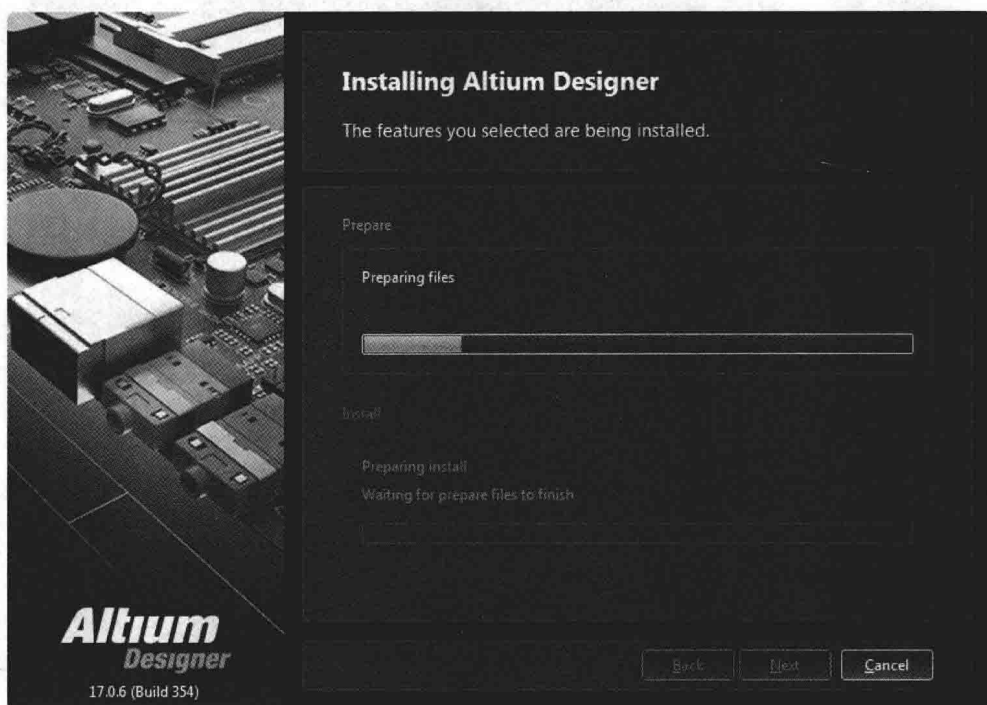 Installing Altium Designer
The features you selected are being installed.
Prepare
Preparing files
Install
Preparing install
Waiting for prepare files to finish
Altium
Designer
17.0.6 (Build 354)
Back
Next
Cancel